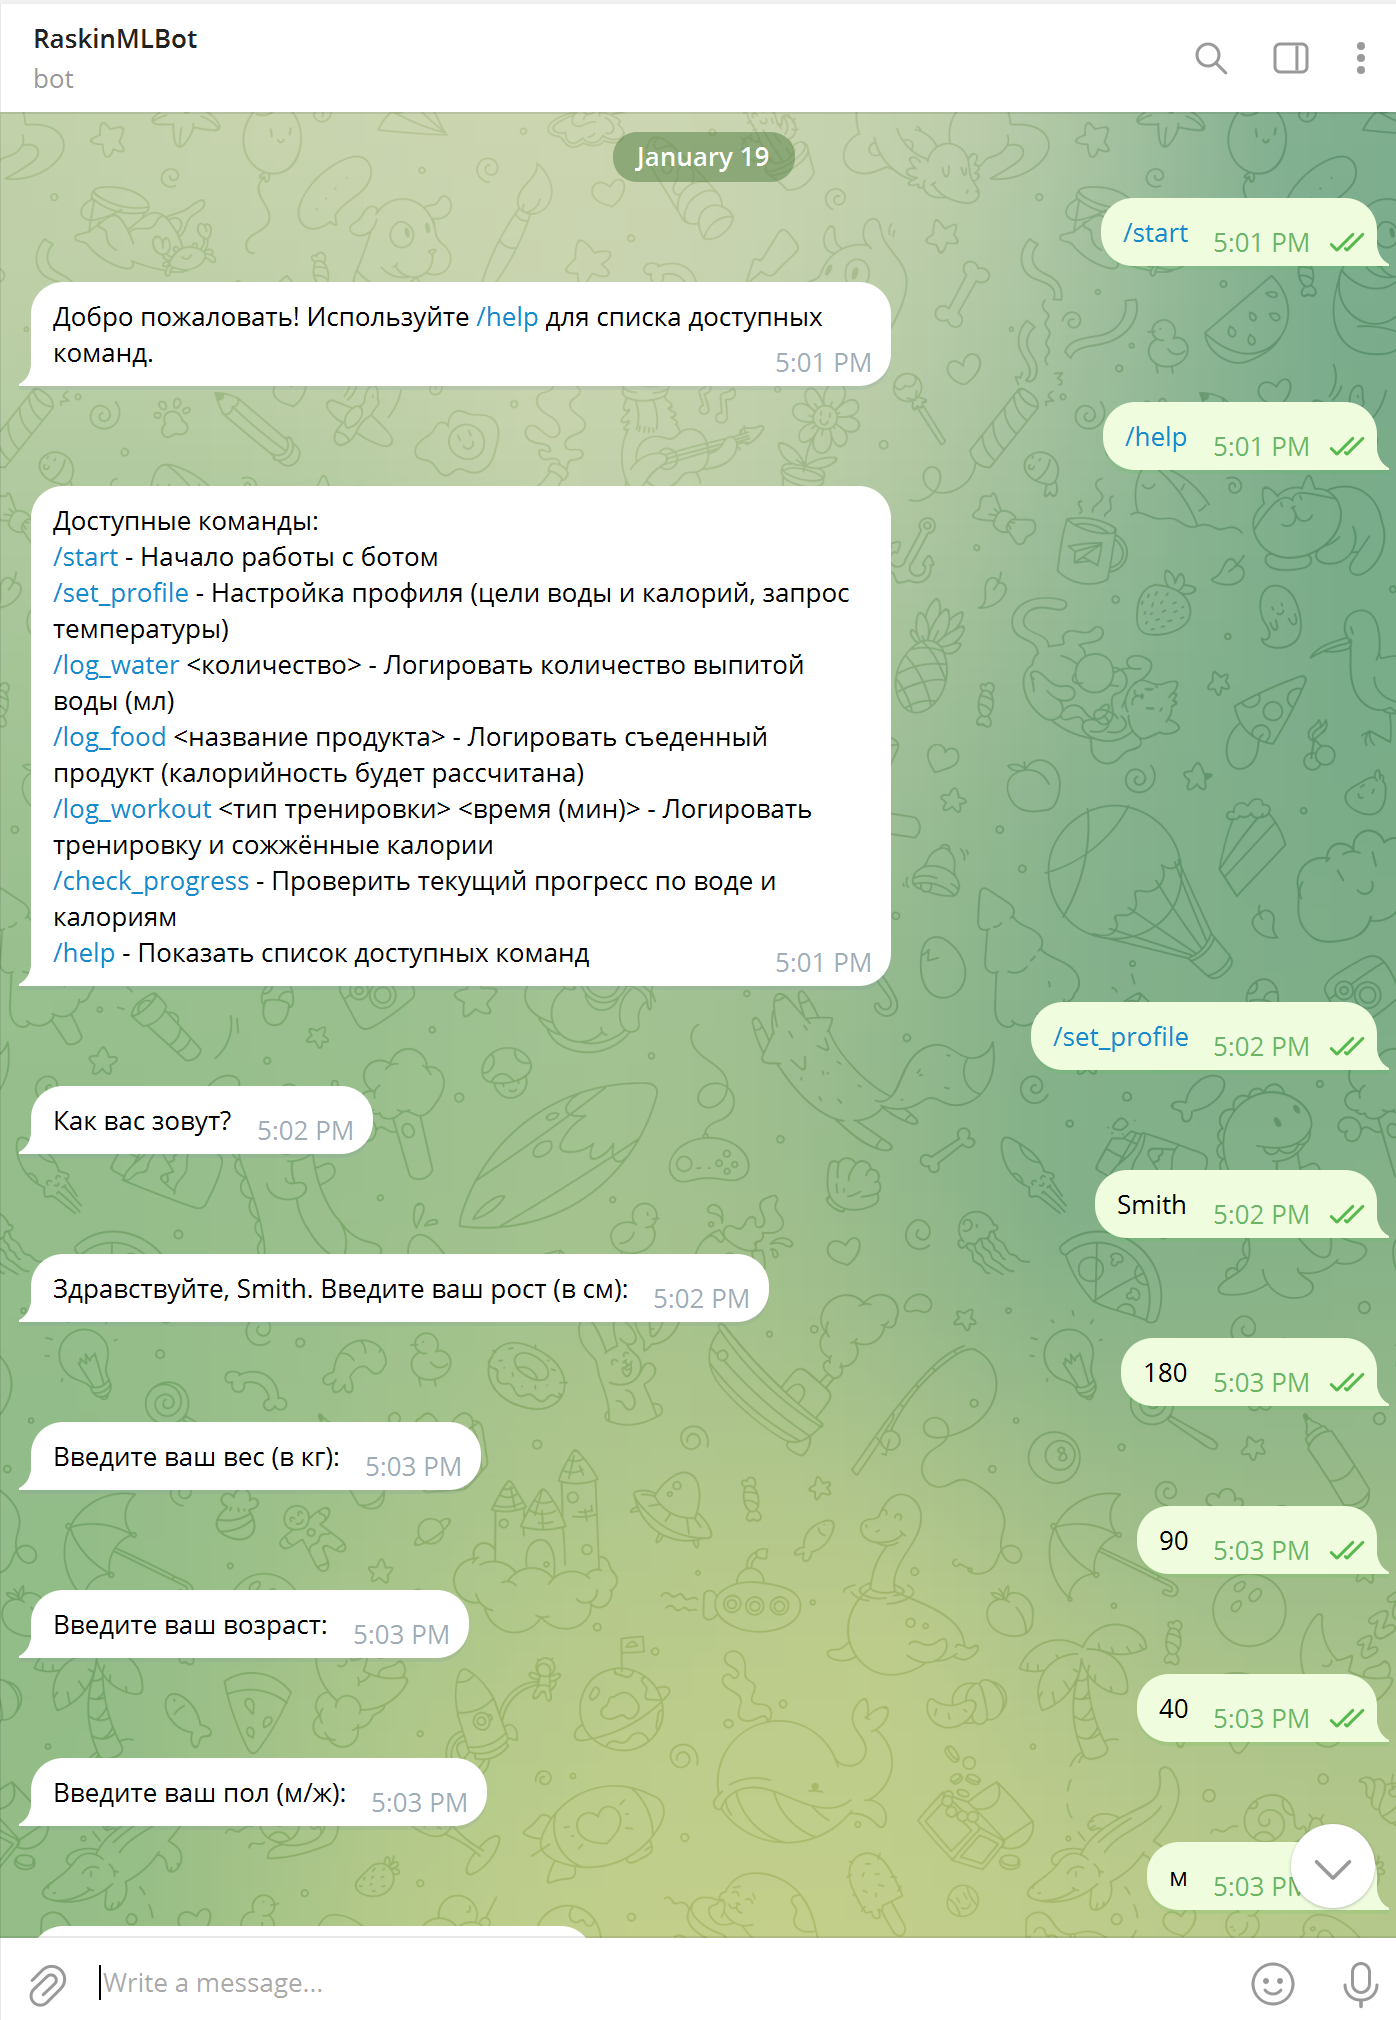 RaskinMLBot
bot
January 19
/start 5:01 PM
Добро пожаловать! Используйте /help для списка доступных
команд.
5:01 PM
/help 5:01 PM
Доступные команды:
/start - Начало работы с ботом
/set_profile - Настройка профиля (цели воды и калорий, запрос
температуры)
/log_water <количество> - Логировать количество выпитой
воды (мл)
/log_food <название продукта> - Логировать съеденный
продукт (калорийность будет рассчитана)
/log_workout <тип тренировки> <время (мин)> - Логировать
тренировку и сожжённые калории
/check_progress - Проверить текущий прогресс по воде и
калориям
/help - Показать список доступных команд
5:01 PM
/set_profile 5:02 PM
Как вас зовут? 5:02 PM
Smith 5:02 PM
Здравствуйте, Smith. Введите ваш рост (в см): 5:02 PM
180 5:03 PM
Введите ваш вес (в кг): 5:03 PM
90 5:03 PM
Введите ваш возраст: 5:03 PM
40 5:03 PM
Введите ваш пол (м/ж): 5:03 PM
м 5:03 PM
Write a message...